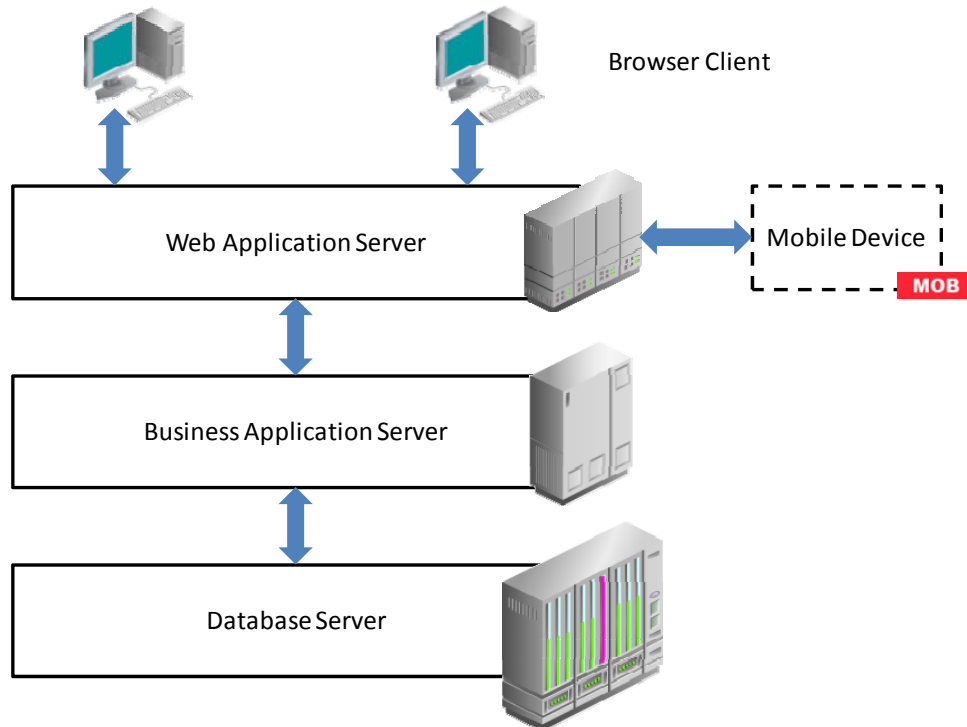 Browser Client
Web Application Server
Mobile Device
MOB
Business Application Server
Database Server